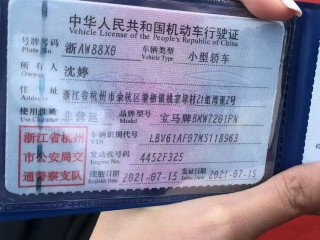 中华人民共和国机动车行驶证
Vehicle License of the People's Republic of China
号牌号码 浙AW88X0 车辆类型 小型轿车
Plate No. Vehicle Type
所有人 沈婷
Owner
住址 浙江省杭州市余杭区塘栖镇姚家埭村21组湾里7号
Address
使用性质 非营运 品牌型号 宝马牌BMW7201PN
Use Character Model
浙江省杭州市公安局交通警察支队
车辆识别代号 LBV61AF07MS118963
VIN
发动机号码 4452F325
Engine No.
注册日期 2021-07-15 发证日期 2021-07-15
Register Date Issue Date